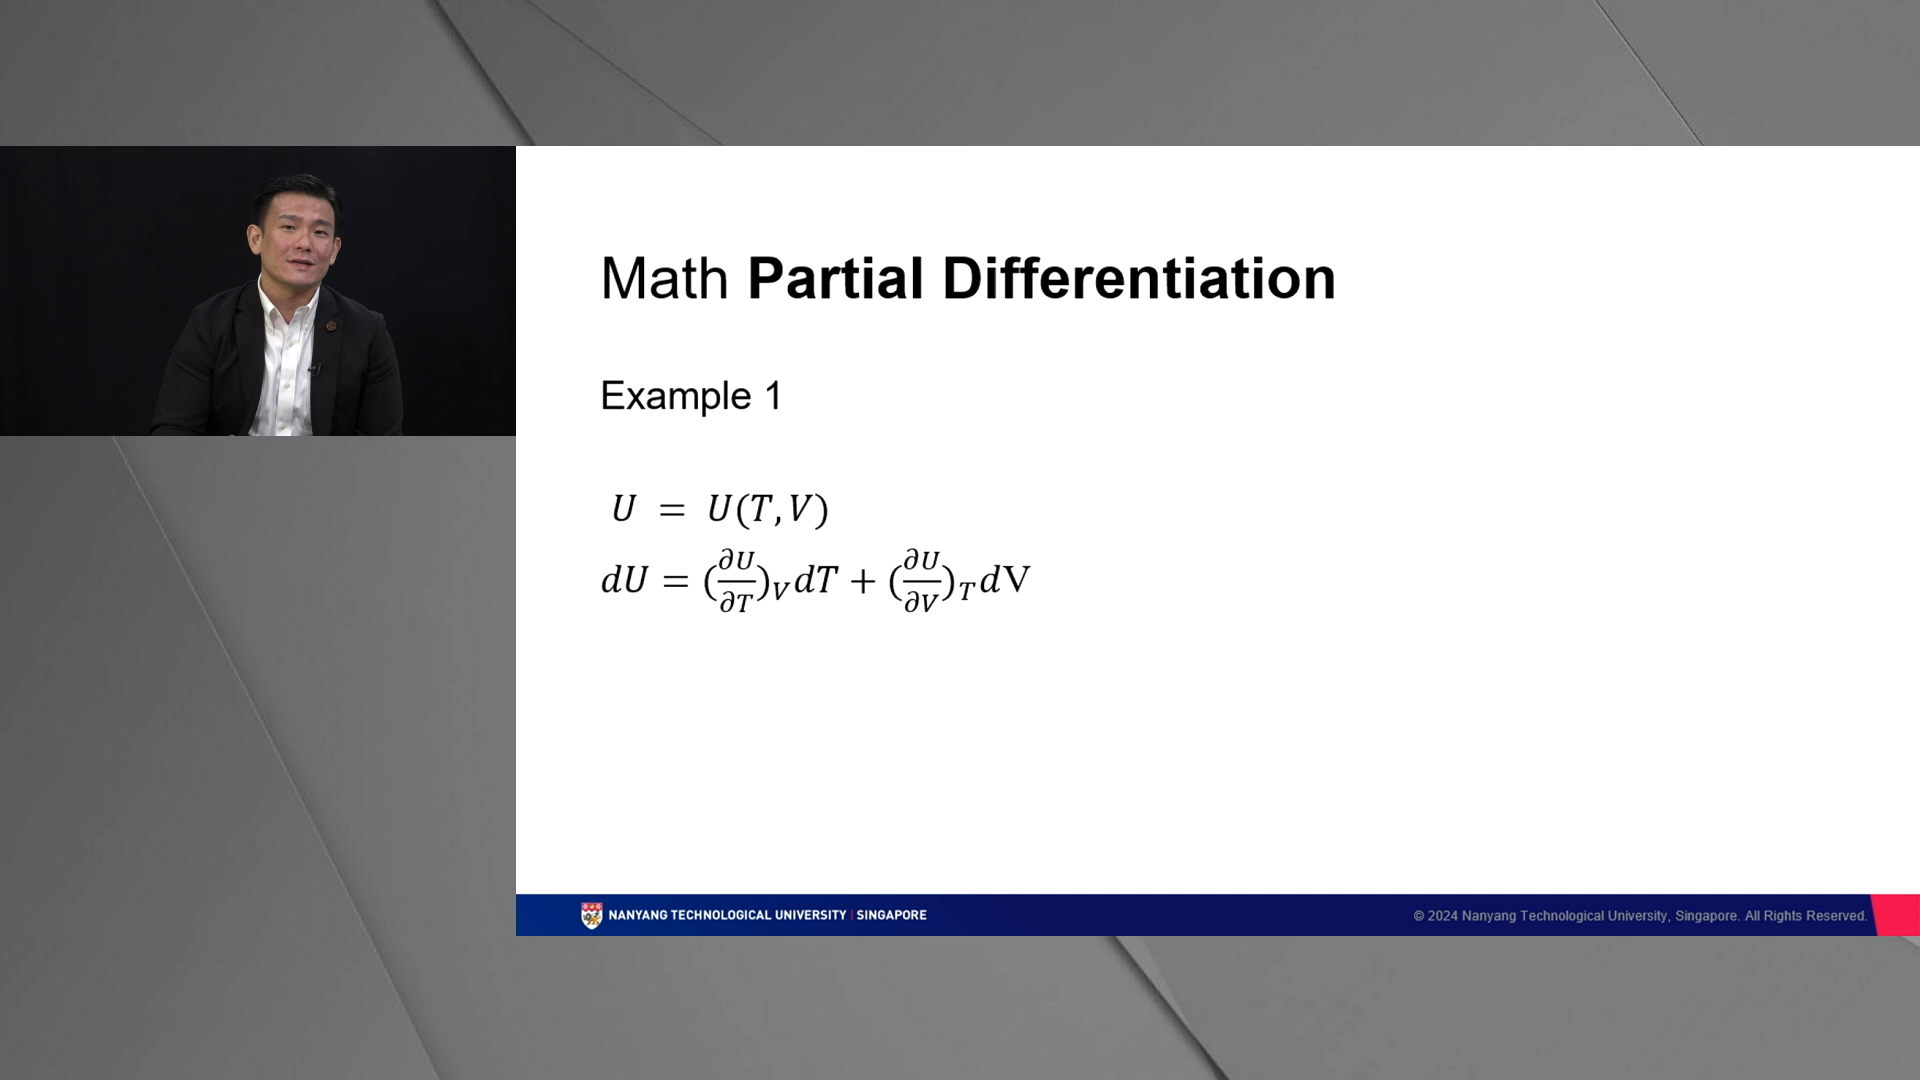 Math Partial Differentiation
Example 1
U = U(T,V)
dU = (∂U/∂T)_V dT + (∂U/∂V)_T dV
NANYANG TECHNOLOGICAL UNIVERSITY | SINGAPORE
© 2024 Nanyang Technological University, Singapore. All Rights Reserved.